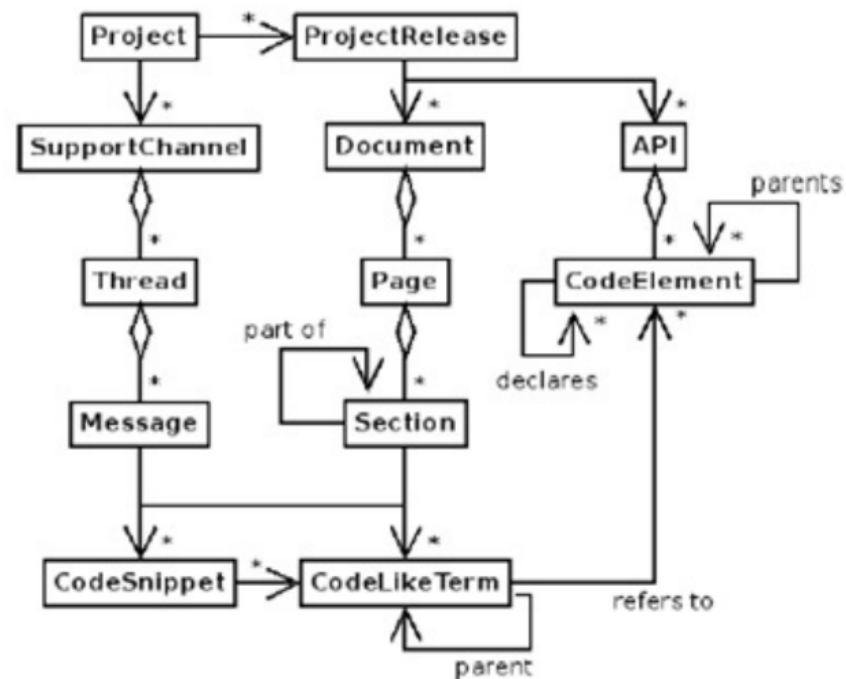 Project
*
ProjectRelease
*
*
*
SupportChannel
Document
API
parents
*
*
*
*
Thread
Page
CodeElement
part of
*
*
declares
*
*
Message
Section
*
*
CodeSnippet
*
CodeLikeTerm
refers to
parent